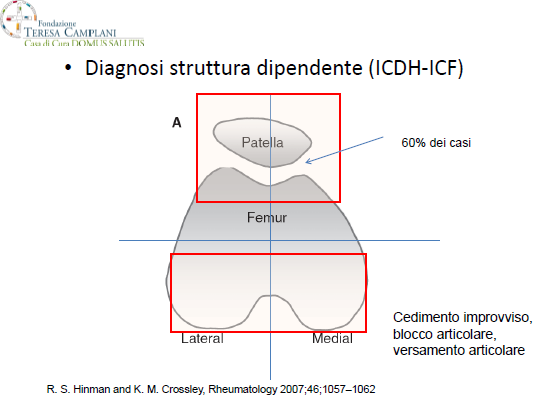 Fondazione
TERESA CAMPLANI
Casa di Cura DOMUS SALUTIS
• Diagnosi struttura dipendente (ICDH-ICF)
A
Patella
60% dei casi
Femur
Lateral
Medial
Cedimento improvviso,
blocco articolare,
versamento articolare
R. S. Hinman and K. M. Crossley, Rheumatology 2007;46;1057–1062